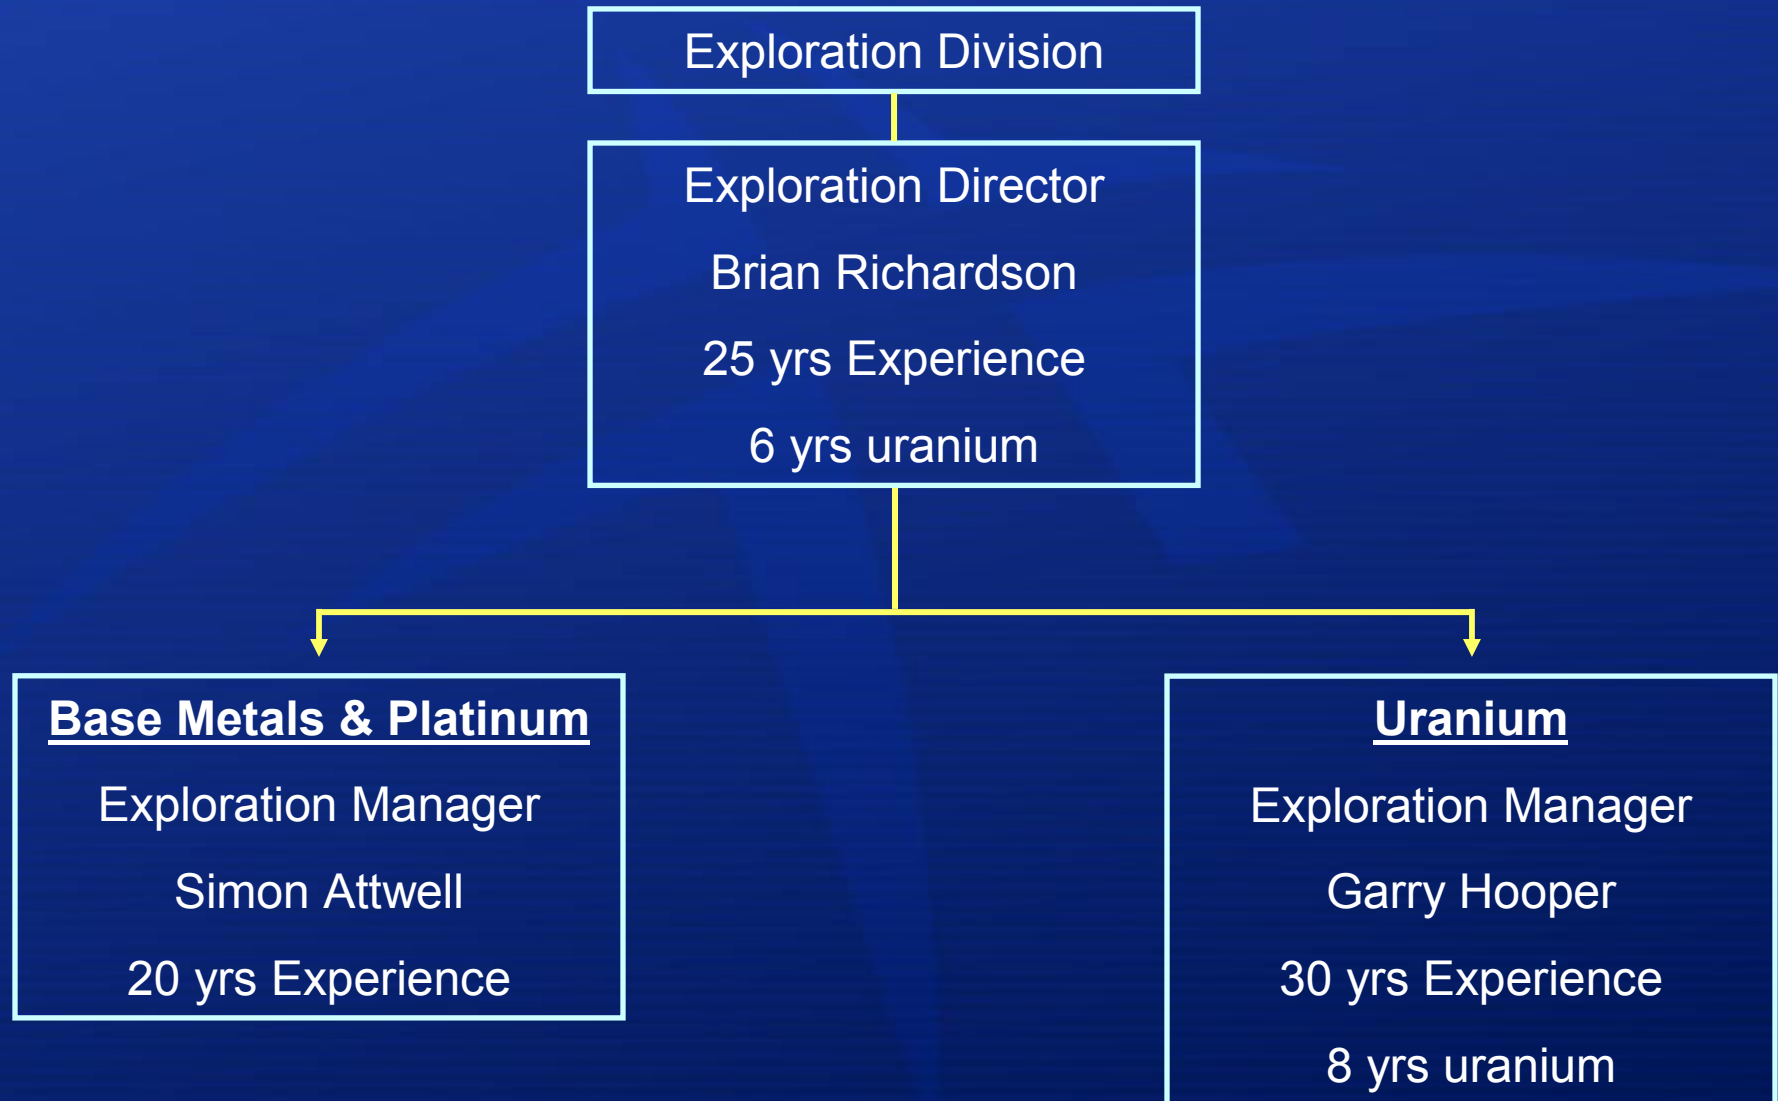 Exploration Division
Exploration Director
Brian Richardson
25 yrs Experience
6 yrs uranium
Base Metals & Platinum
Exploration Manager
Simon Attwell
20 yrs Experience
Uranium
Exploration Manager
Garry Hooper
30 yrs Experience
8 yrs uranium